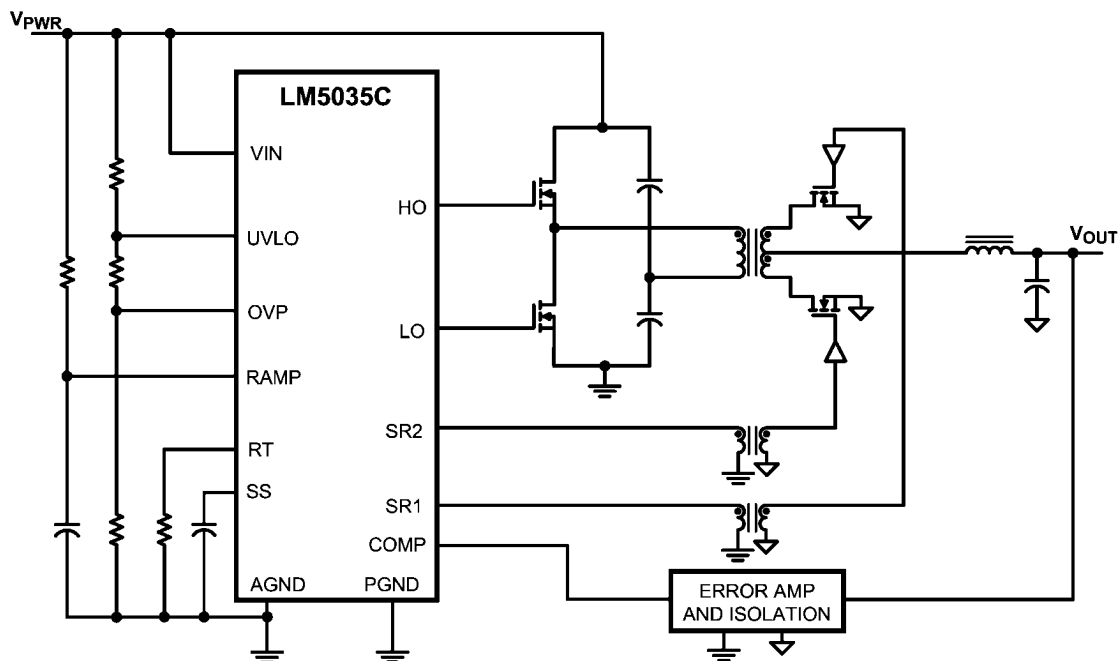 VPWR
LM5035C
VIN
HO
UVLO
VOUT
OVP
LO
RAMP
SR2
RT
SS
SR1
COMP
AGND
PGND
ERROR AMP
AND ISOLATION